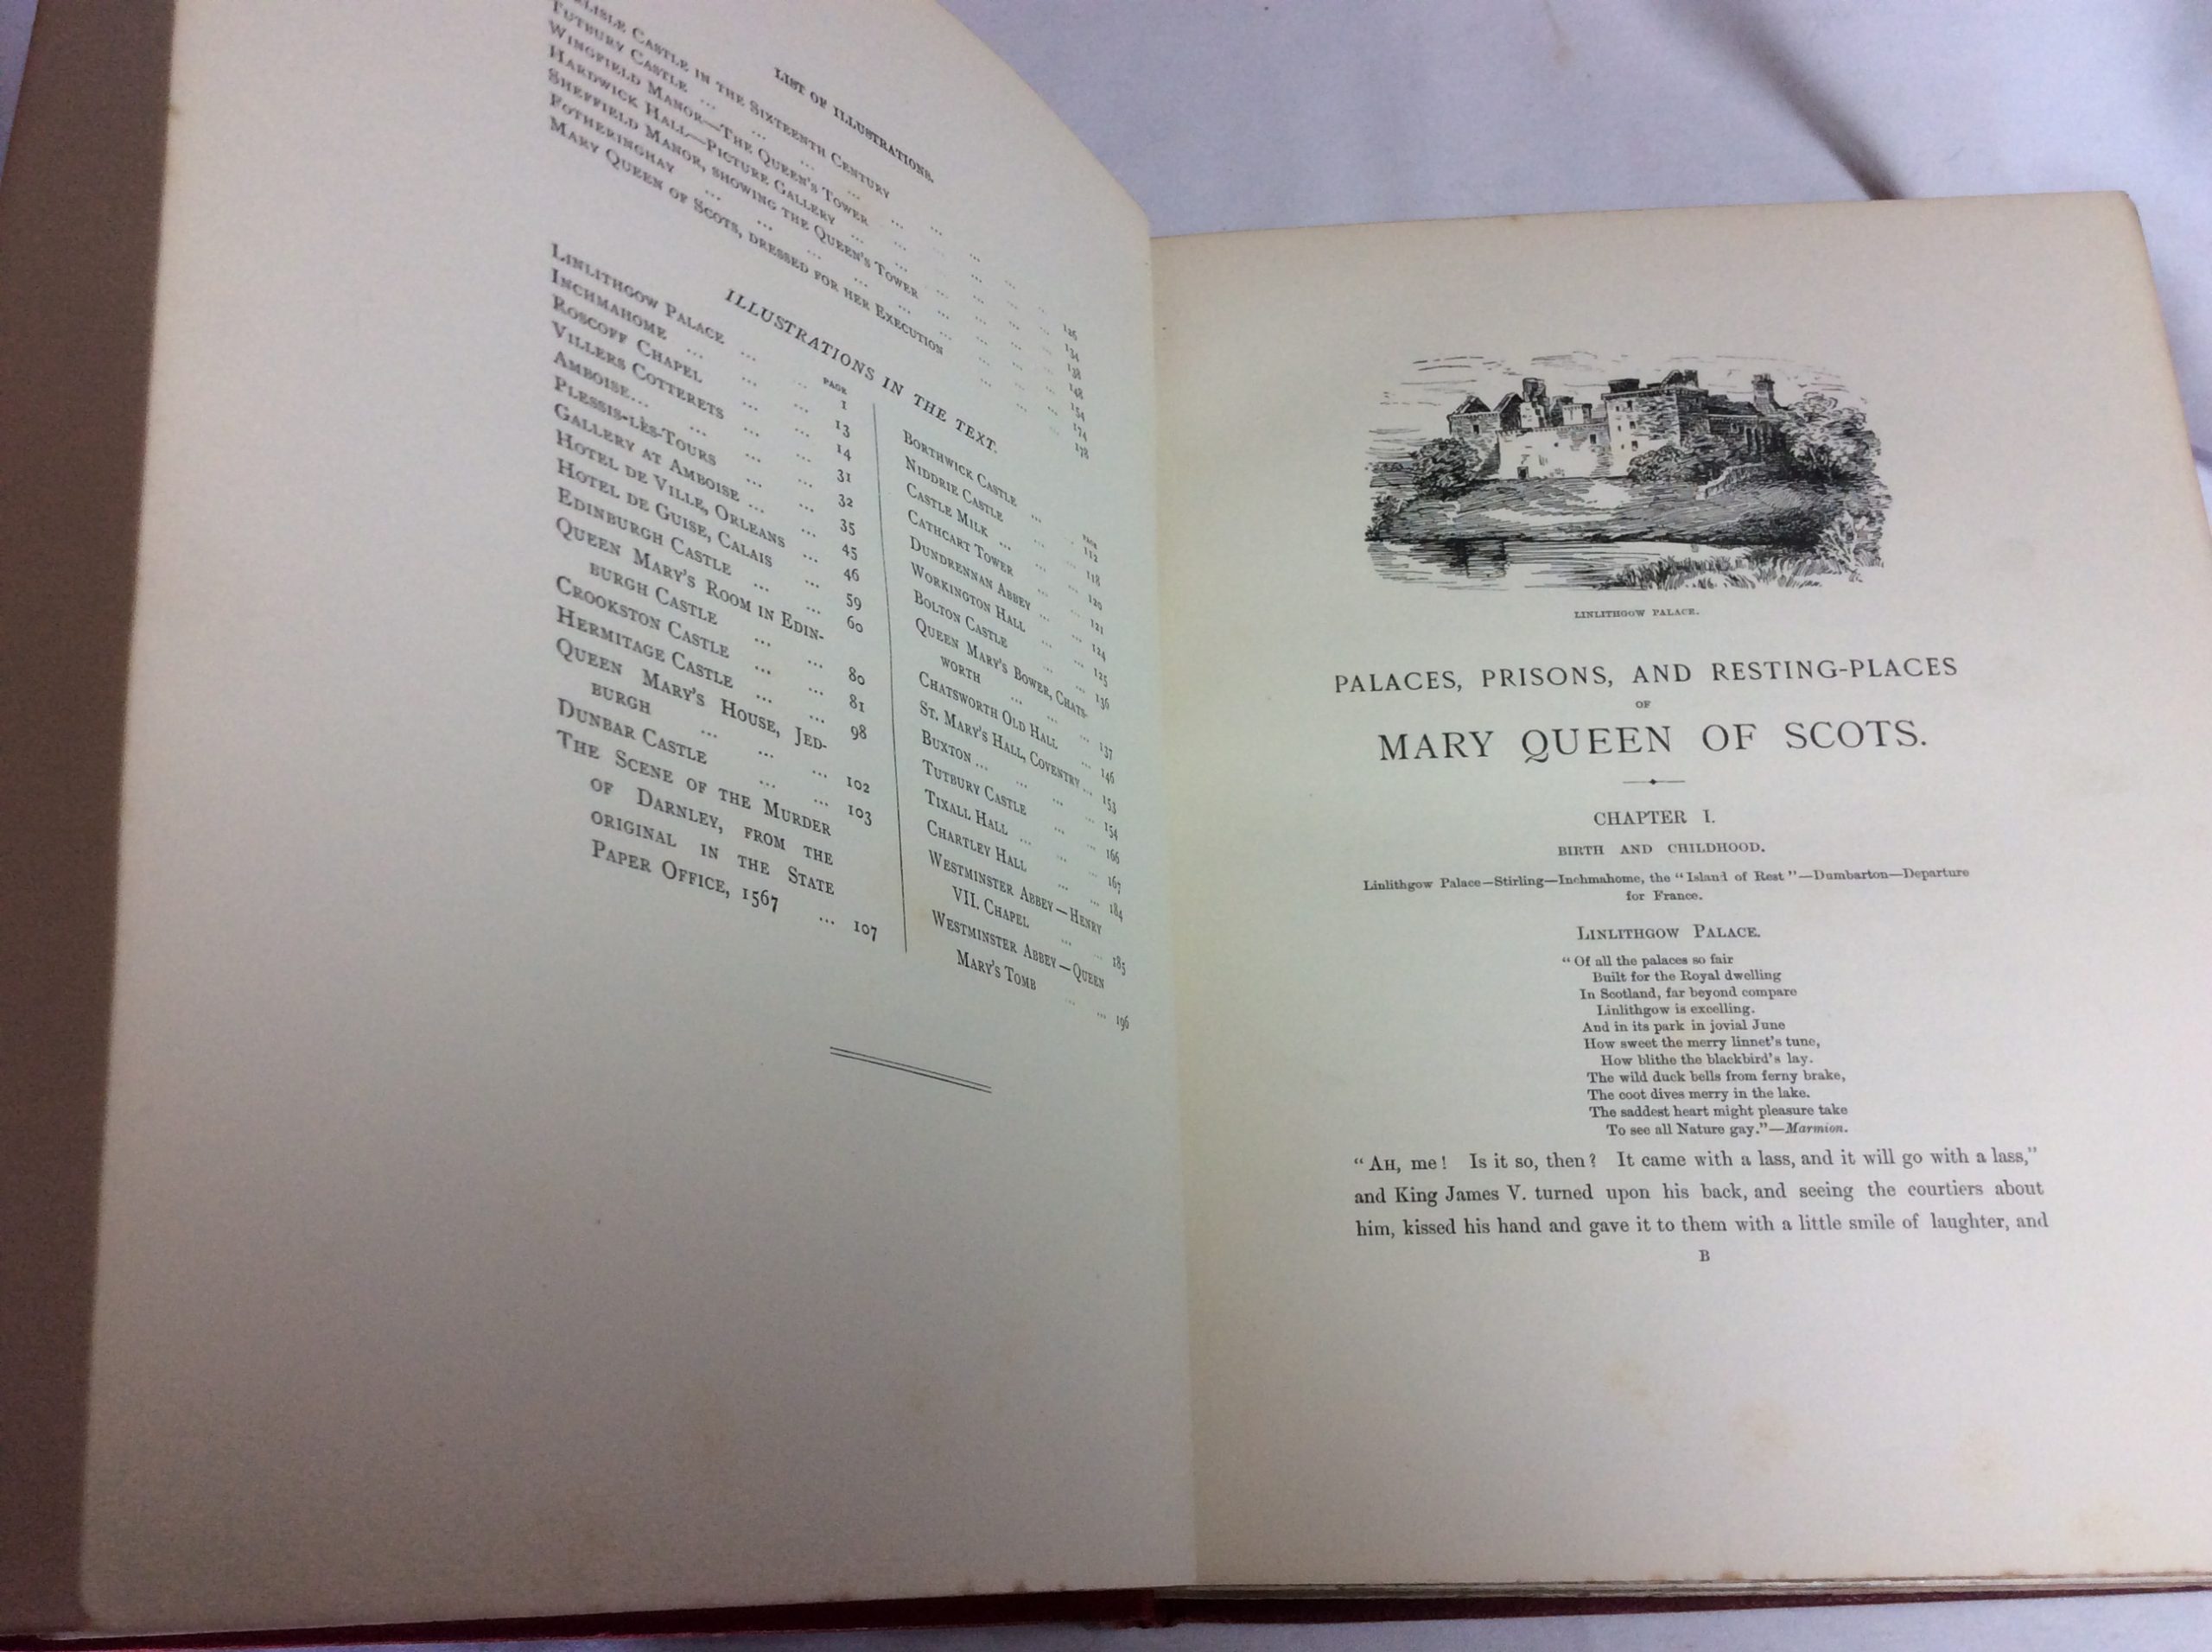 LIST OF ILLUSTRATIONS.
CASTLE IN THE SIXTEENTH CENTURY ... ... ... 126
TUTBURY CASTLE ... ... ... ... ... ... 134
WINGFIELD MANOR—THE QUEEN'S TOWER ... ... ... 138
HARDWICK HALL—PICTURE GALLERY ... ... ... ... 148
SHEFFIELD MANOR, SHOWING THE QUEEN'S TOWER ... ... ... 154
FOTHERINGHAY ... ... ... ... ... ... 174
MARY QUEEN OF SCOTS, DRESSED FOR HER EXECUTION ... ... 178
ILLUSTRATIONS IN THE TEXT.
PAGE
LINLITHGOW PALACE ... ... 1
INCHMAHOME ... ... ... 13
ROSCOFF CHAPEL ... ... 14
VILLERS COTTERETS ... ... 31
AMBOISE... ... ... ... 32
PLESSIS-LÈS-TOURS ... ... 35
GALLERY AT AMBOISE ... ... 45
HOTEL DE VILLE, ORLEANS ... 46
HOTEL DE GUISE, CALAIS ... 59
EDINBURGH CASTLE ... ... 60
QUEEN MARY'S ROOM IN EDIN-
BURGH CASTLE ... ... 80
CROOKSTON CASTLE ... ... 81
HERMITAGE CASTLE ... ... 98
QUEEN MARY'S HOUSE, JED-
BURGH ... ... ... 102
DUNBAR CASTLE ... ... 103
THE SCENE OF THE MURDER
OF DARNLEY, FROM THE
ORIGINAL IN THE STATE
PAPER OFFICE, 1567 ... 107
PAGE
BORTHWICK CASTLE ... ... 112
NIDDRIE CASTLE ... ... 118
CASTLE MILK ... ... ... 120
CATHCART TOWER ... ... 121
DUNDRENNAN ABBEY ... ... 124
WORKINGTON HALL ... ... 125
BOLTON CASTLE ... ... 136
QUEEN MARY'S BOWER, CHATS-
WORTH ... ... ... 137
CHATSWORTH OLD HALL ... 146
ST. MARY'S HALL, COVENTRY ... 153
BUXTON ... ... ... ... 154
TUTBURY CASTLE ... ... 166
TIXALL HALL ... ... ... 167
CHARTLEY HALL ... ... 184
WESTMINSTER ABBEY—HENRY
VII. CHAPEL ... ... 185
WESTMINSTER ABBEY—QUEEN
MARY'S TOMB ... ... 196
LINLITHGOW PALACE.
PALACES, PRISONS, AND RESTING-PLACES
OF
MARY QUEEN OF SCOTS.
CHAPTER I.
BIRTH AND CHILDHOOD.
Linlithgow Palace—Stirling—Inchmahome, the "Island of Rest"—Dumbarton—Departure
for France.
LINLITHGOW PALACE.
"Of all the palaces so fair
Built for the Royal dwelling
In Scotland, far beyond compare
Linlithgow is excelling.
And in its park in jovial June
How sweet the merry linnet's tune,
How blithe the blackbird's lay.
The wild duck bells from ferny brake,
The coot dives merry in the lake.
The saddest heart might pleasure take
To see all Nature gay."—Marmion.
"AH, me! Is it so, then? It came with a lass, and it will go with a lass,"
and King James V. turned upon his back, and seeing the courtiers about
him, kissed his hand and gave it to them with a little smile of laughter, and
B